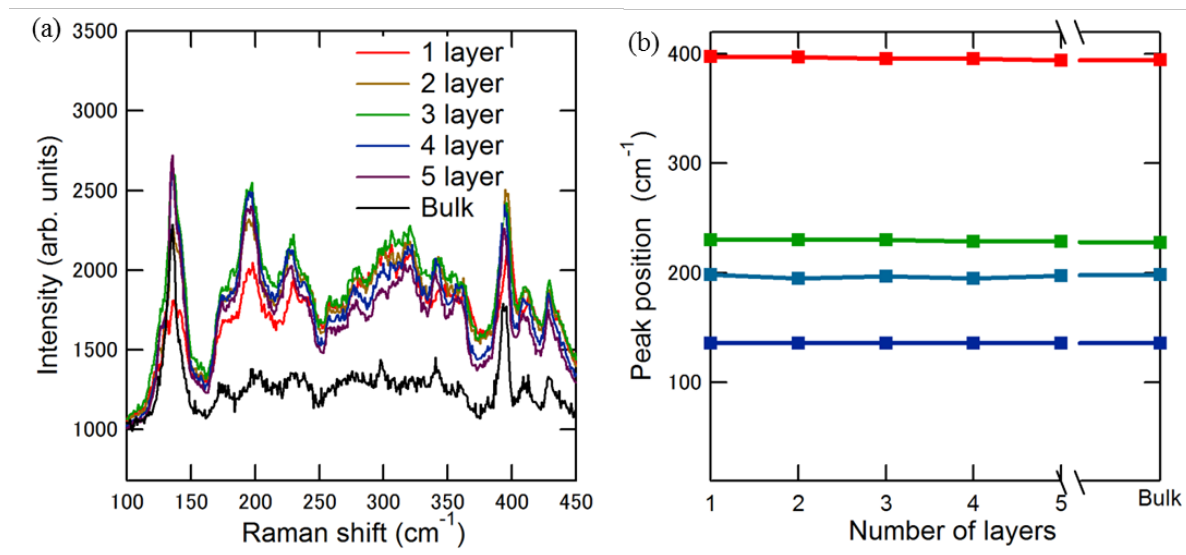 (a)
3500
3000
2500
2000
1500
1000
Intensity (arb. units)
1 layer
2 layer
3 layer
4 layer
5 layer
Bulk
100 150 200 250 300 350 400 450
Raman shift (cm⁻¹)
(b)
400
300
200
100
Peak position (cm⁻¹)
1 2 3 4 5 Bulk
Number of layers